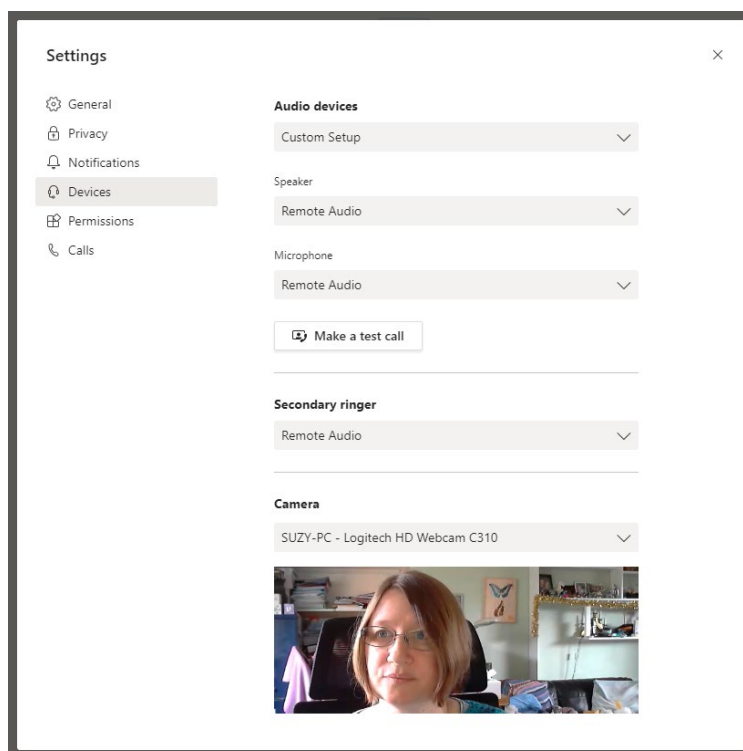 Settings
General
Privacy
Notifications
Devices
Permissions
Calls
Audio devices
Custom Setup
Speaker
Remote Audio
Microphone
Remote Audio
Make a test call
Secondary ringer
Remote Audio
Camera
SUZY-PC - Logitech HD Webcam C310